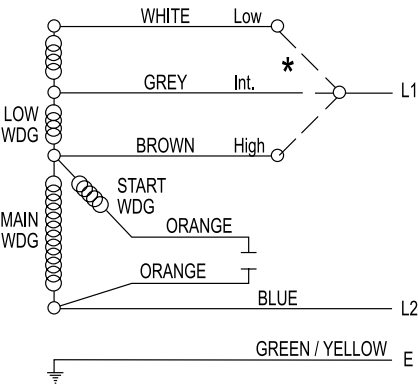 WHITE Low
*
GREY Int.
L1
LOW
WDG
BROWN High
START
WDG
MAIN
WDG
ORANGE
ORANGE
BLUE
L2
GREEN / YELLOW
E